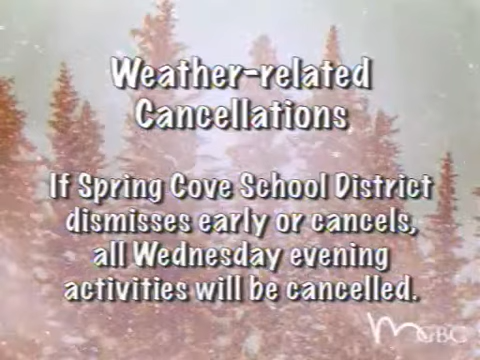 Weather-related
Cancellations
If Spring Cove School District
dismisses early or cancels,
all Wednesday evening
activities will be cancelled.
GBC